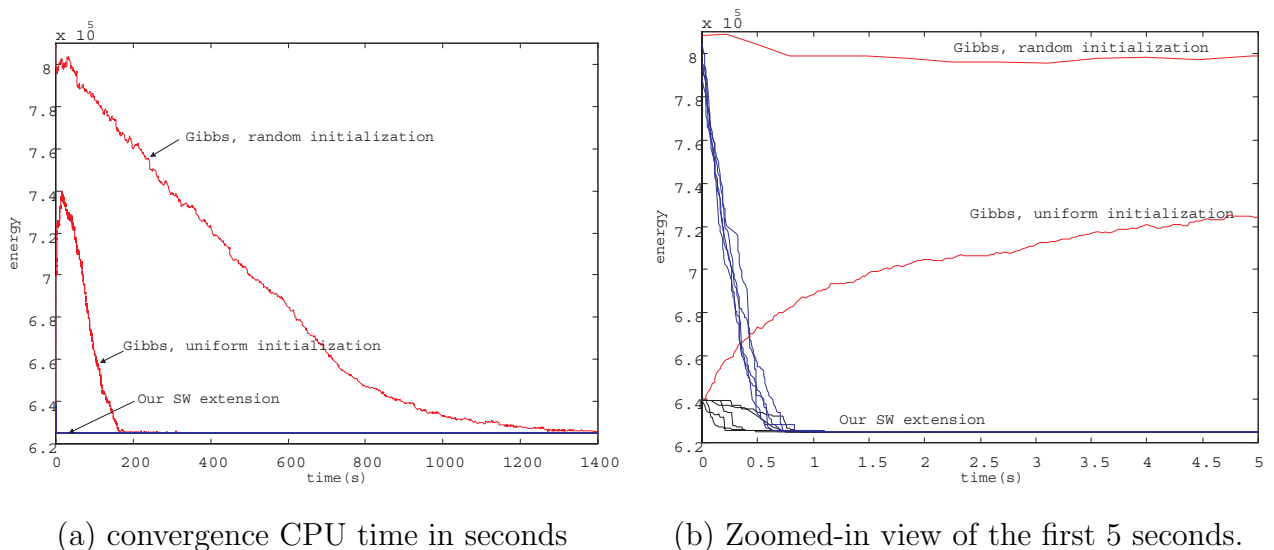 x 10^5
8
7.8
7.6
7.4
7.2
7
6.8
6.6
6.4
6.2
energy
Gibbs, random initialization
Gibbs, uniform initialization
Our SW extension
0 200 400 600 800 1000 1200 1400
time(s)
(a) convergence CPU time in seconds
x 10^5
8
7.8
7.6
7.4
7.2
7
6.8
6.6
6.4
6.2
energy
Gibbs, random initialization
Gibbs, uniform initialization
Our SW extension
0 0.5 1 1.5 2 2.5 3 3.5 4 4.5 5
time(s)
(b) Zoomed-in view of the first 5 seconds.